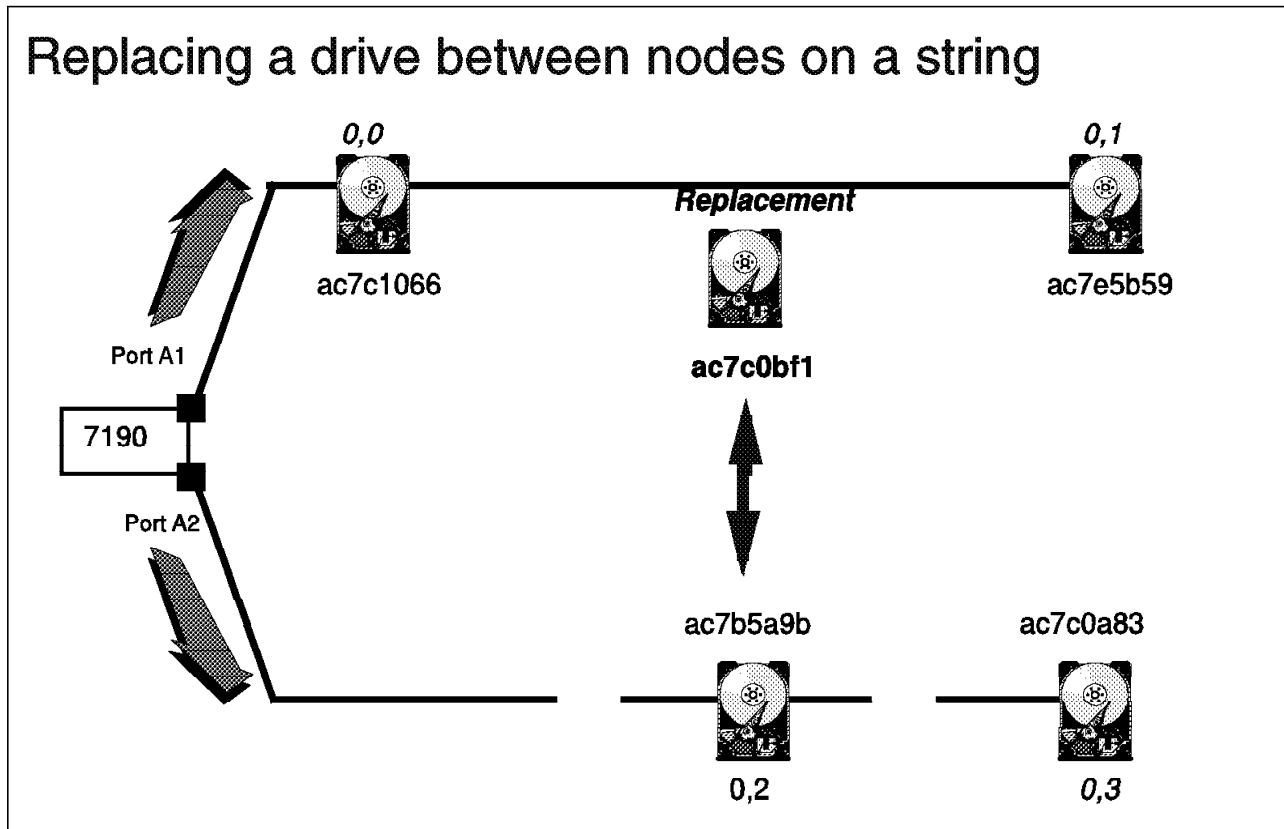 Replacing a drive between nodes on a string
0,0
0,1
Replacement
ac7c1066
ac7e5b59
Port A1
ac7c0bf1
7190
Port A2
ac7b5a9b
ac7c0a83
0,2
0,3